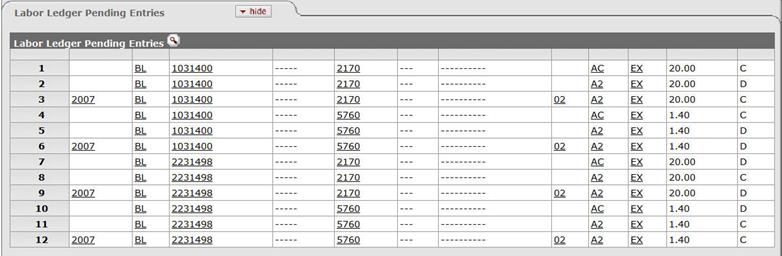 Labor Ledger Pending Entries hide
Labor Ledger Pending Entries
1 BL 1031400 ----- 2170 --- ---------- AC EX 20.00 C
2 BL 1031400 ----- 2170 --- ---------- A2 EX 20.00 D
3 2007 BL 1031400 ----- 2170 --- ---------- 02 A2 EX 20.00 C
4 BL 1031400 ----- 5760 --- ---------- AC EX 1.40 C
5 BL 1031400 ----- 5760 --- ---------- A2 EX 1.40 D
6 2007 BL 1031400 ----- 5760 --- ---------- 02 A2 EX 1.40 C
7 BL 2231498 ----- 2170 --- ---------- AC EX 20.00 D
8 BL 2231498 ----- 2170 --- ---------- A2 EX 20.00 C
9 2007 BL 2231498 ----- 2170 --- ---------- 02 A2 EX 20.00 D
10 BL 2231498 ----- 5760 --- ---------- AC EX 1.40 D
11 BL 2231498 ----- 5760 --- ---------- A2 EX 1.40 C
12 2007 BL 2231498 ----- 5760 --- ---------- 02 A2 EX 1.40 C